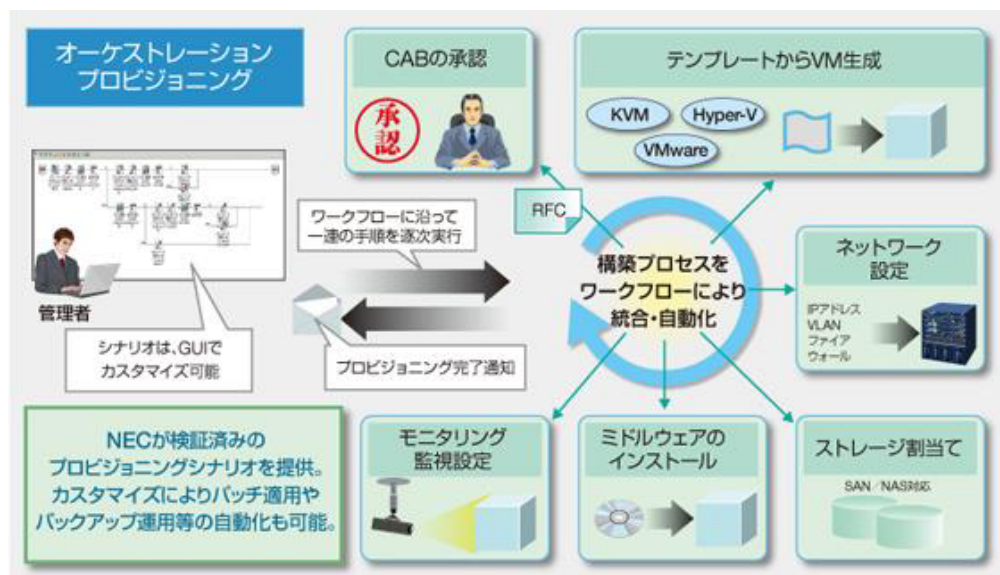 オーケストレーション
プロビジョニング
CABの承認
承認
テンプレートからVM生成
KVM
Hyper-V
VMware
RFC
ワークフローに沿って
一連の手順を逐次実行
構築プロセスを
ワークフローにより
統合・自動化
ネットワーク
設定
IPアドレス
VLAN
ファイア
ウォール
管理者
シナリオは、GUIで
カスタマイズ可能
プロビジョニング完了通知
NECが検証済みの
プロビジョニングシナリオを提供。
カスタマイズによりパッチ適用や
バックアップ運用等の自動化も可能。
モニタリング
監視設定
ミドルウェアの
インストール
ストレージ割当て
SAN/NAS対応